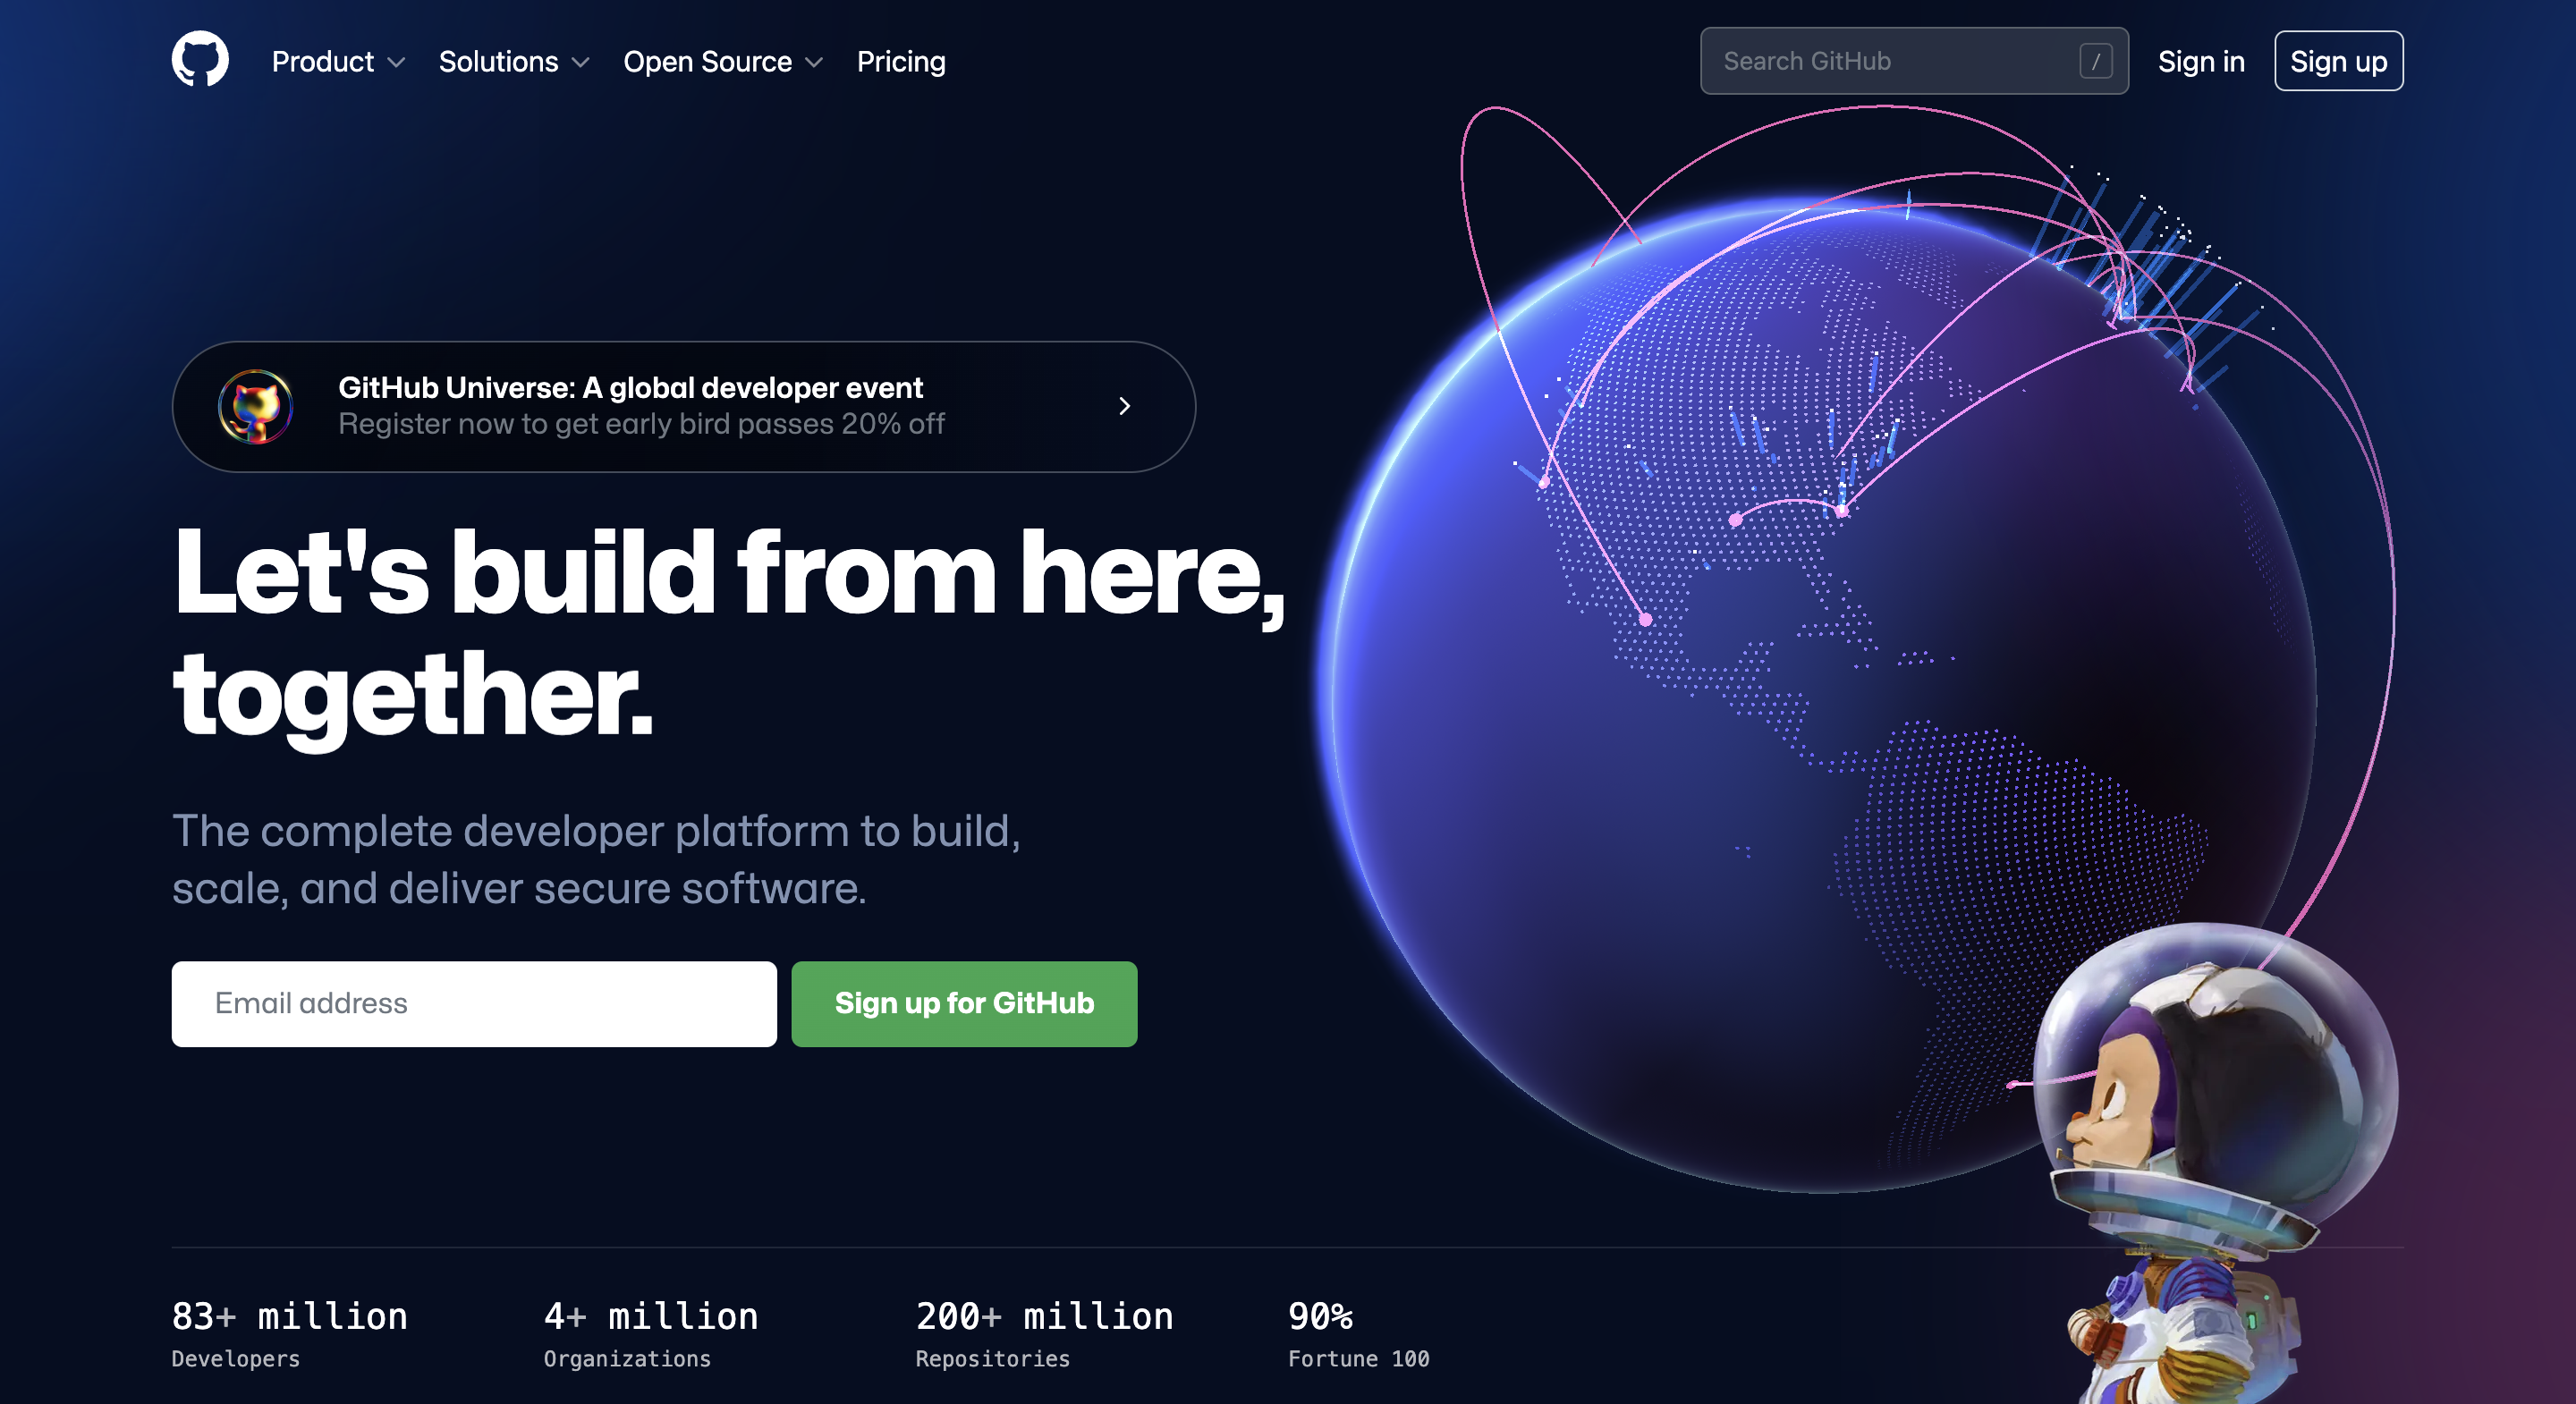 Product
Solutions
Open Source
Pricing
Search GitHub
/
Sign in
Sign up
GitHub Universe: A global developer event
Register now to get early bird passes 20% off
Let's build from here,
together.
The complete developer platform to build,
scale, and deliver secure software.
Email address
Sign up for GitHub
83+ million
Developers
4+ million
Organizations
200+ million
Repositories
90%
Fortune 100